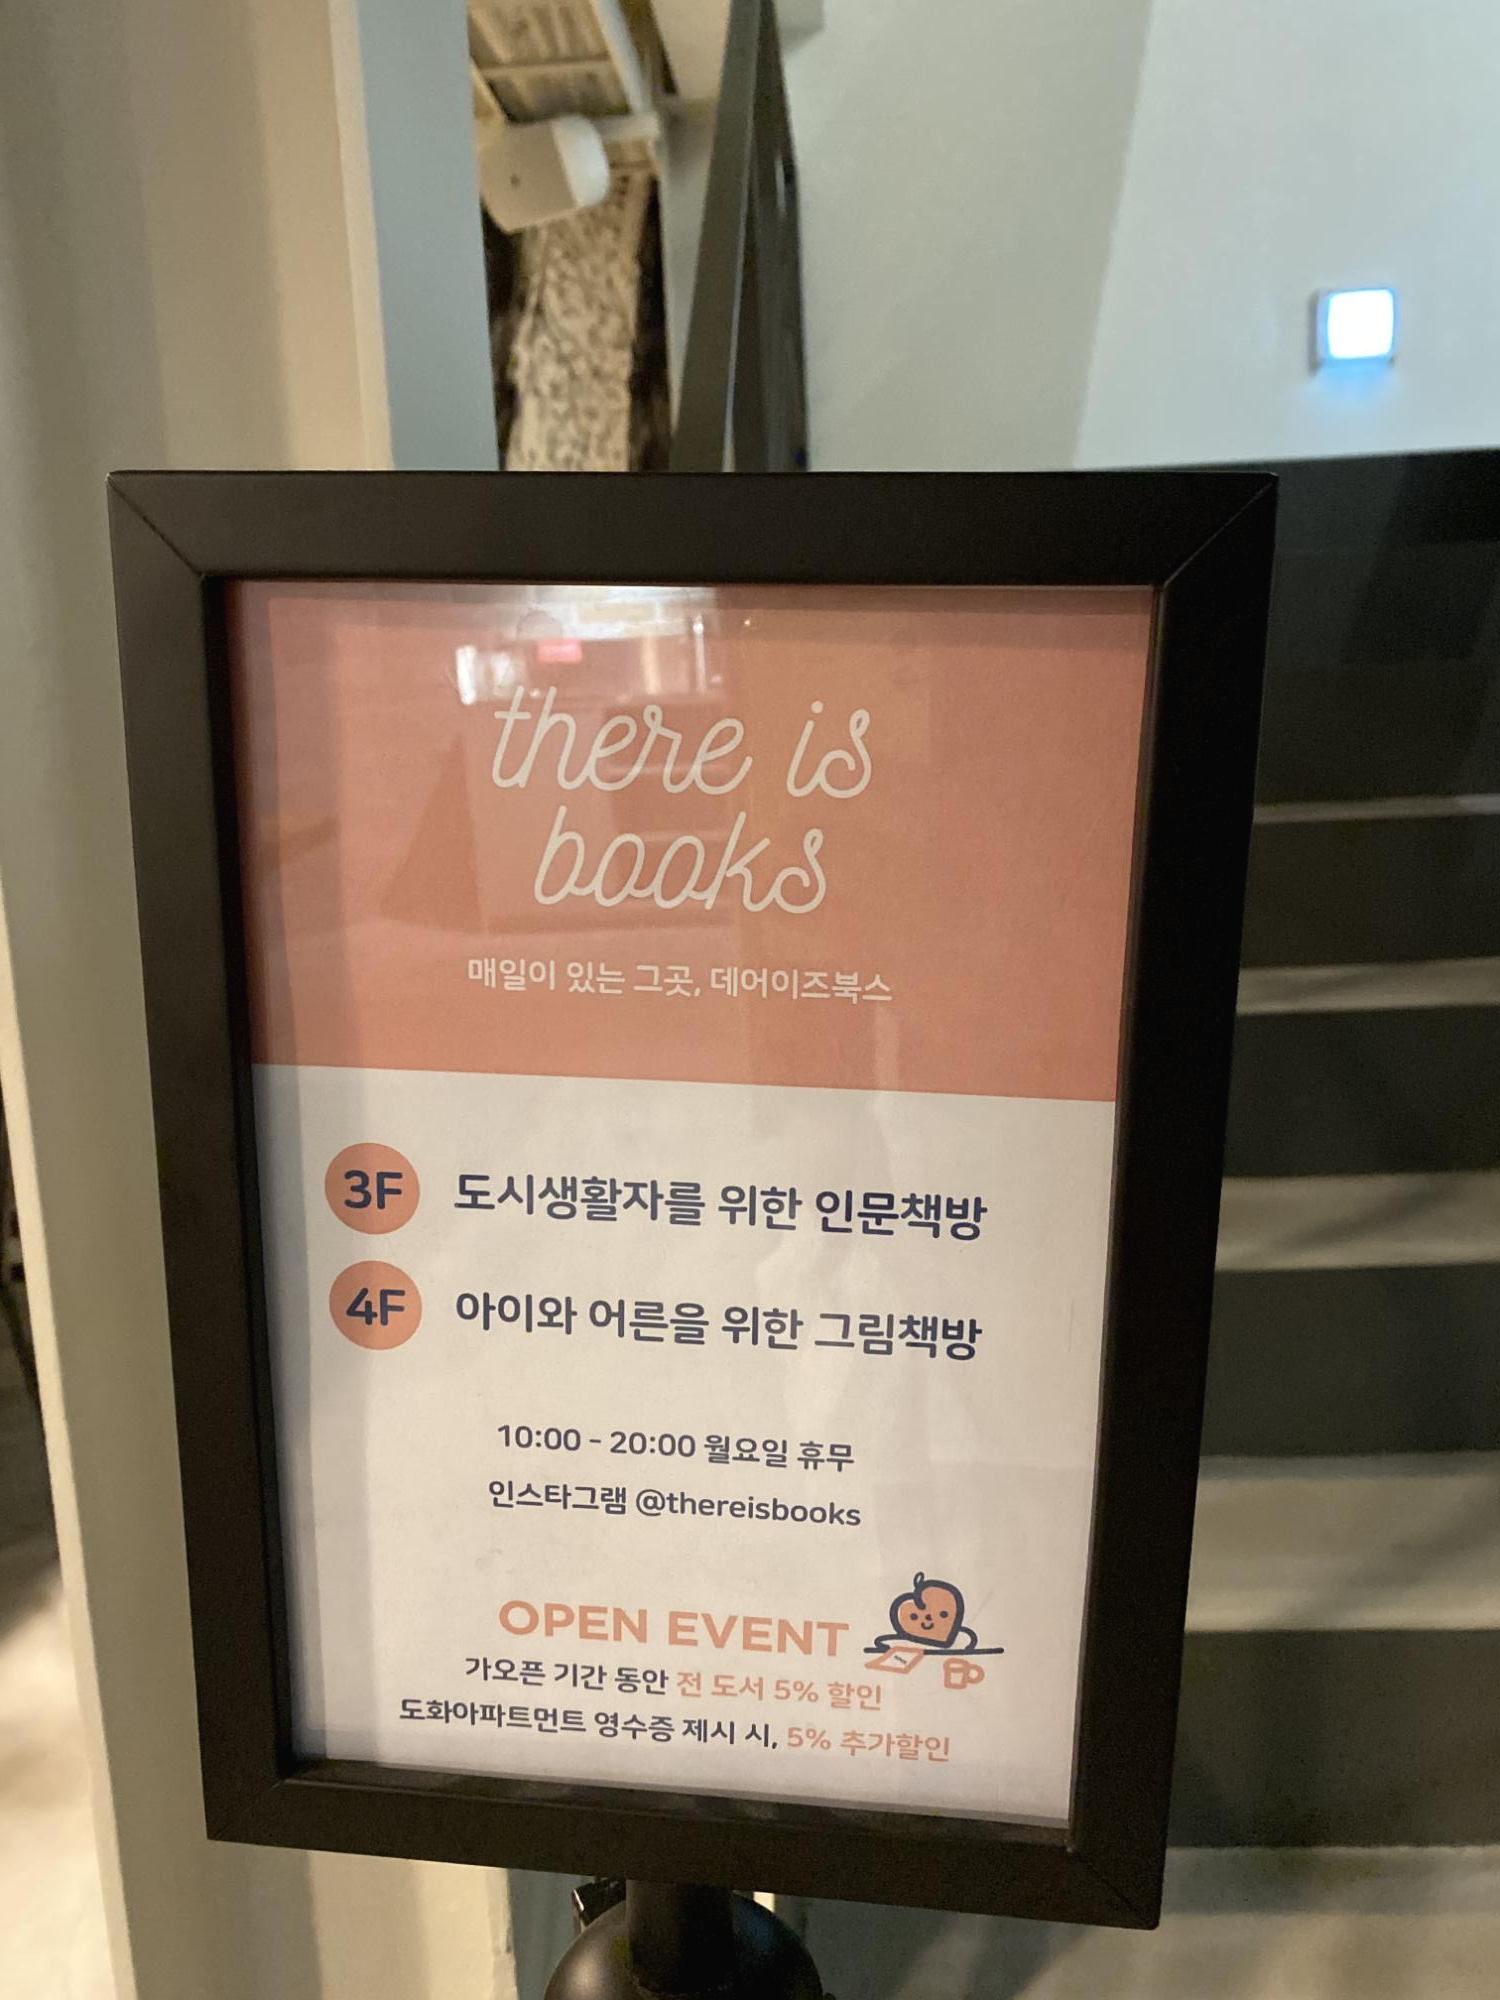 there is
books
매일이 있는 그곳, 데어이즈북스
3F 도시생활자를 위한 인문책방
4F 아이와 어른을 위한 그림책방
10:00 - 20:00 월요일 휴무
인스타그램 @thereisbooks
OPEN EVENT
가오픈 기간 동안 전 도서 5% 할인
도화아파트먼트 영수증 제시 시, 5% 추가할인